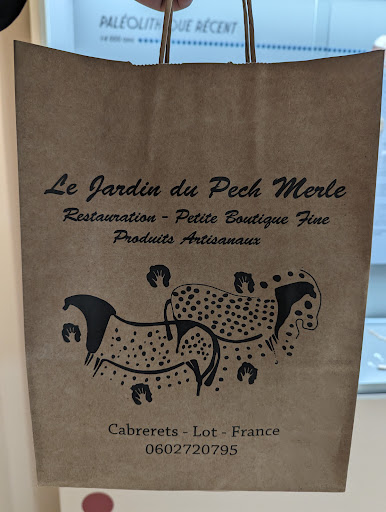 PALÉOLITHIQUE RÉCENT
Le Jardin du Pech Merle
Restauration - Petite Boutique Fine
Produits Artisanaux
Cabrerets - Lot - France
0602720795